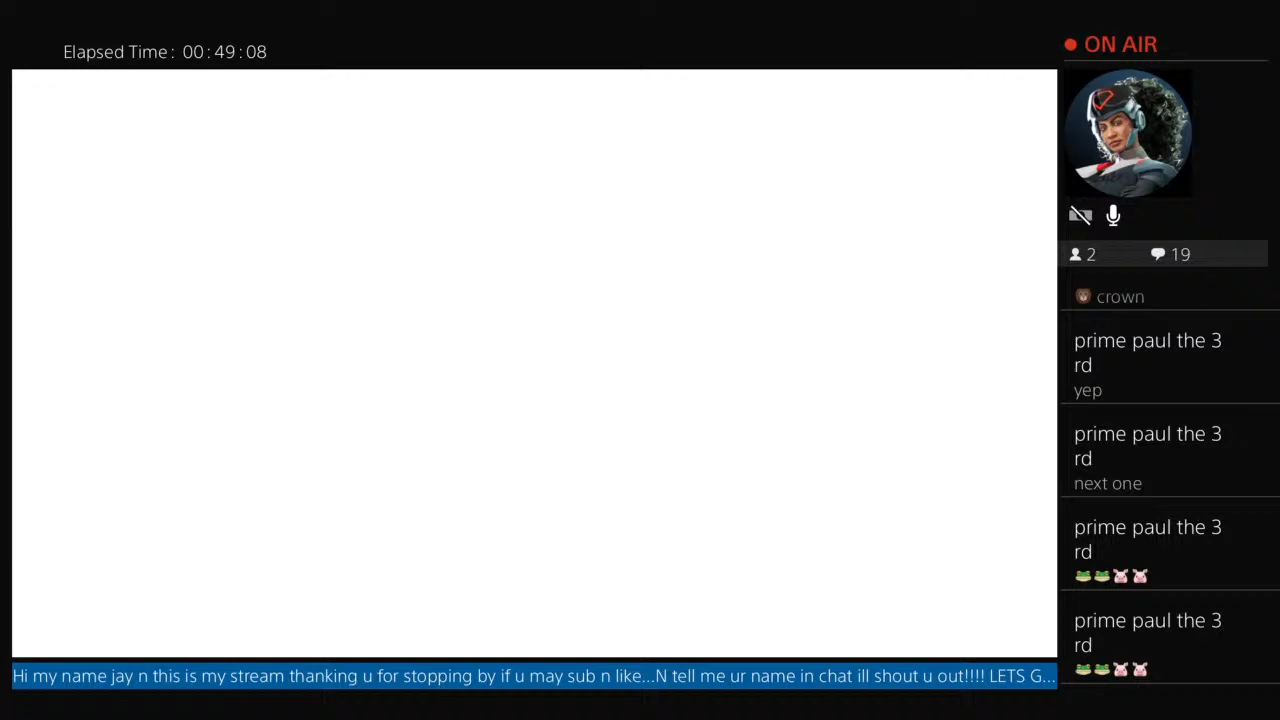 Elapsed Time: 00:49:08
ON AIR
2 19
crown
prime paul the 3
rd
yep
prime paul the 3
rd
next one
prime paul the 3
rd
🐸🐸🐷🐷
prime paul the 3
rd
🐸🐸🐷🐷
Hi my name jay n this is my stream thanking u for stopping by if u may sub n like...N tell me ur name in chat ill shout u out!!!! LETS G...